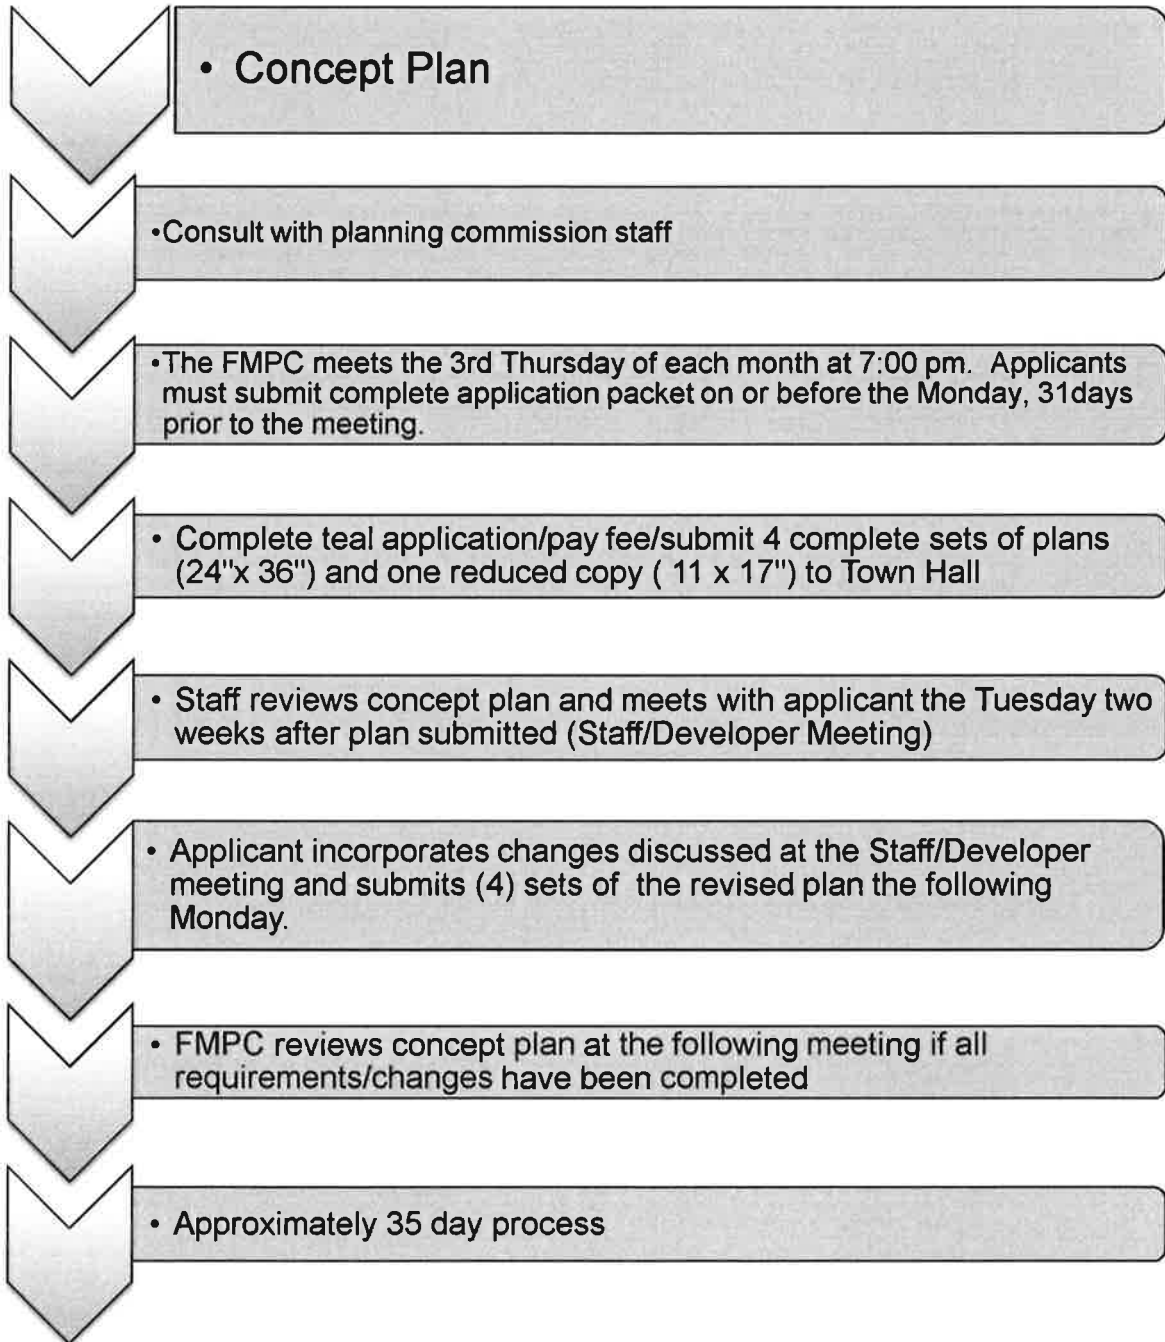 • Concept Plan
•Consult with planning commission staff
•The FMPC meets the 3rd Thursday of each month at 7:00 pm.  Applicants
must submit complete application packet on or before the Monday, 31days
prior to the meeting.
• Complete teal application/pay fee/submit 4 complete sets of plans
(24"x 36") and one reduced copy ( 11 x 17") to Town Hall
• Staff reviews concept plan and meets with applicant the Tuesday two
weeks after plan submitted (Staff/Developer Meeting)
• Applicant incorporates changes discussed at the Staff/Developer
meeting and submits (4) sets of  the revised plan the following
Monday.
• FMPC reviews concept plan at the following meeting if all
requirements/changes have been completed
• Approximately 35 day process